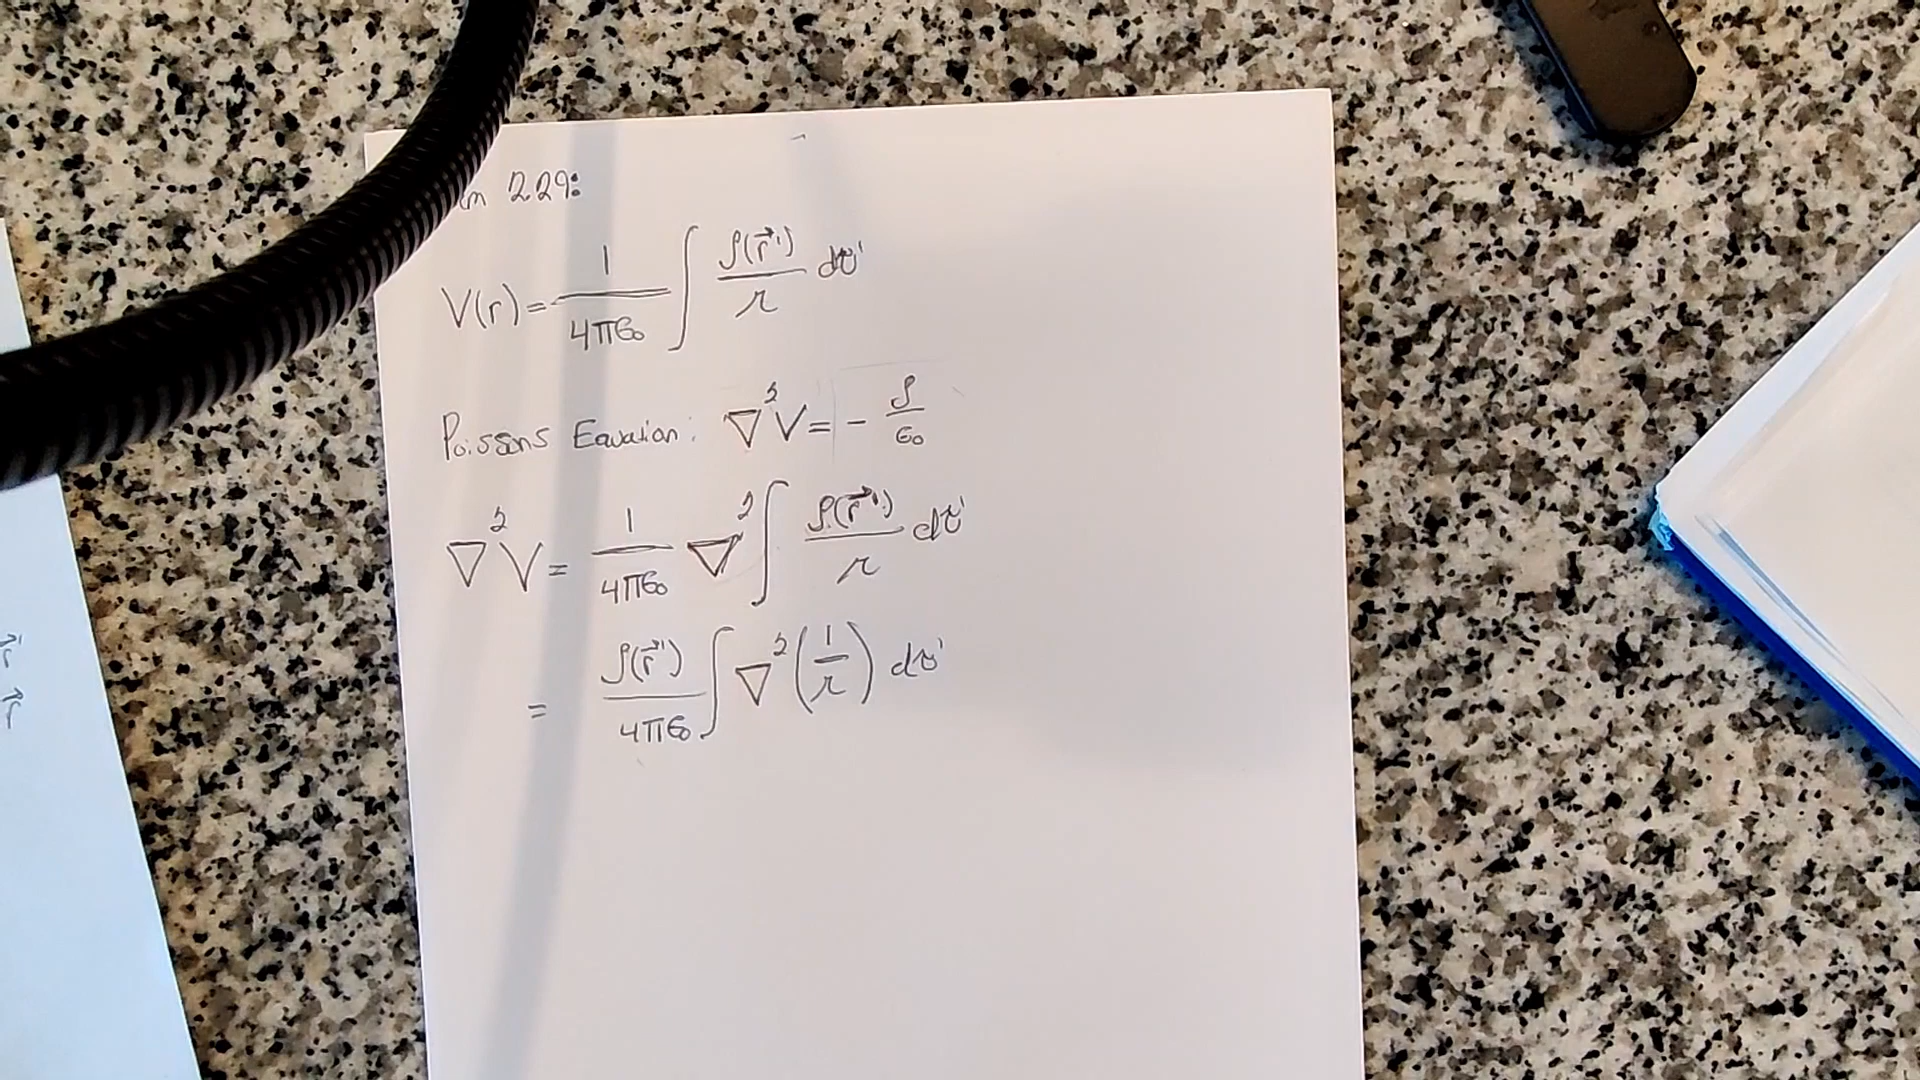 2.29:
V(r) = 1/4πϵ₀ ∫ ρ(r⃗')/r dτ'
Poissons Equation: ∇²V = - ρ/ϵ₀
∇²V = 1/4πϵ₀ ∇² ∫ ρ(r⃗')/r dτ'
= ρ(r⃗')/4πϵ₀ ∫ ∇² (1/r) dτ'